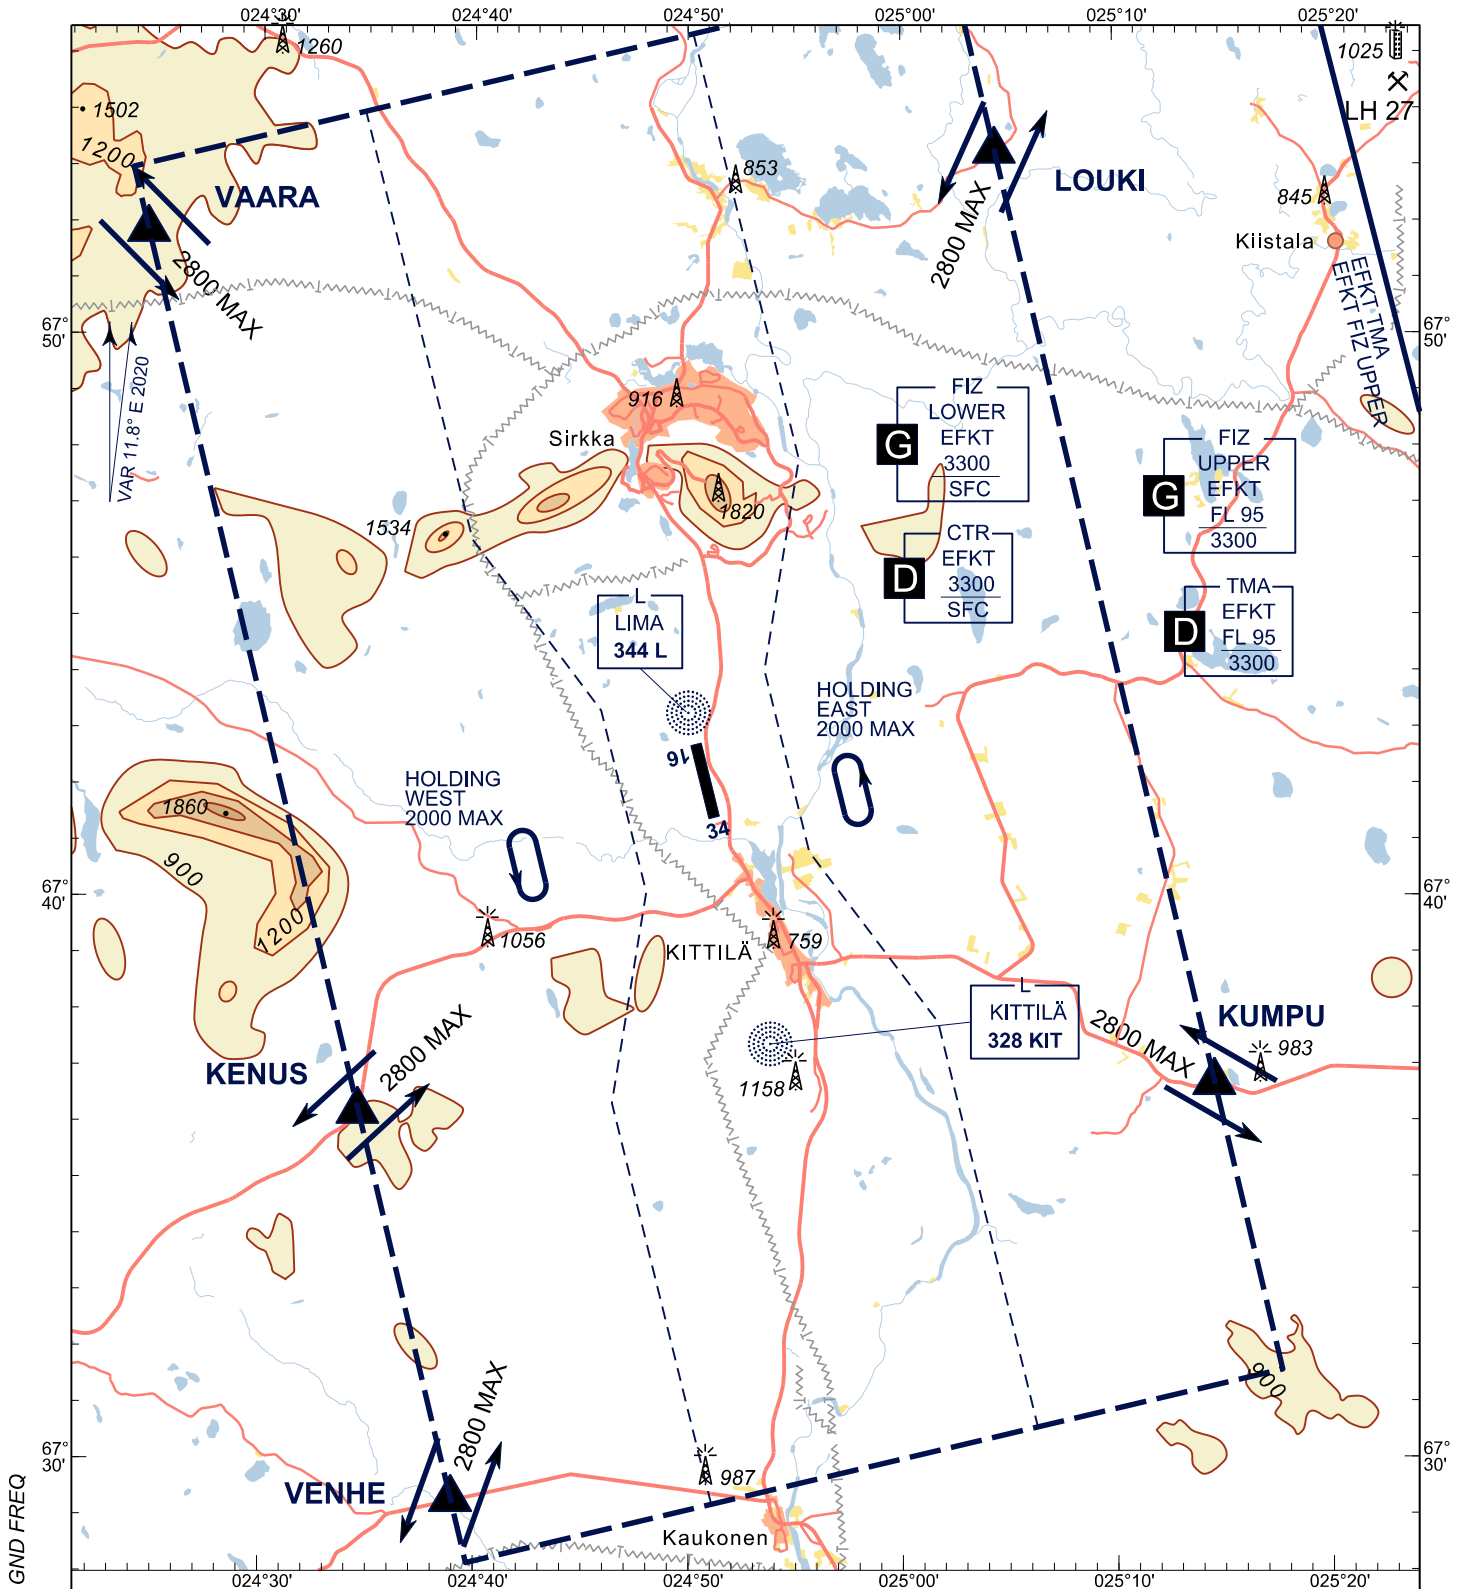 024°30'
024°40'
024°50'
025°00'
025°10'
025°20'
1260
1025
LH 27
1502
1200
VAARA
2800 MAX
853
LOUKI
2800 MAX
845
Kiistala
EFKT TMA
EFKT FIZ UPPER
67°
50'
67°
50'
VAR 11.8° E 2020
916
Sirkka
1534
1820
FIZ
LOWER
EFKT
3300
SFC
G
FIZ
UPPER
EFKT
FL 95
3300
G
CTR
EFKT
3300
SFC
D
TMA
EFKT
FL 95
3300
D
L
LIMA
344 L
HOLDING
EAST
2000 MAX
16
34
HOLDING
WEST
2000 MAX
1860
900
1200
67°
40'
67°
40'
1056
759
KITTILÄ
L
KITTILÄ
328 KIT
2800 MAX
KUMPU
983
KENUS
2800 MAX
1158
900
67°
30'
67°
30'
2800 MAX
VENHE
987
Kaukonen
GND FREQ
024°30'
024°40'
024°50'
025°00'
025°10'
025°20'